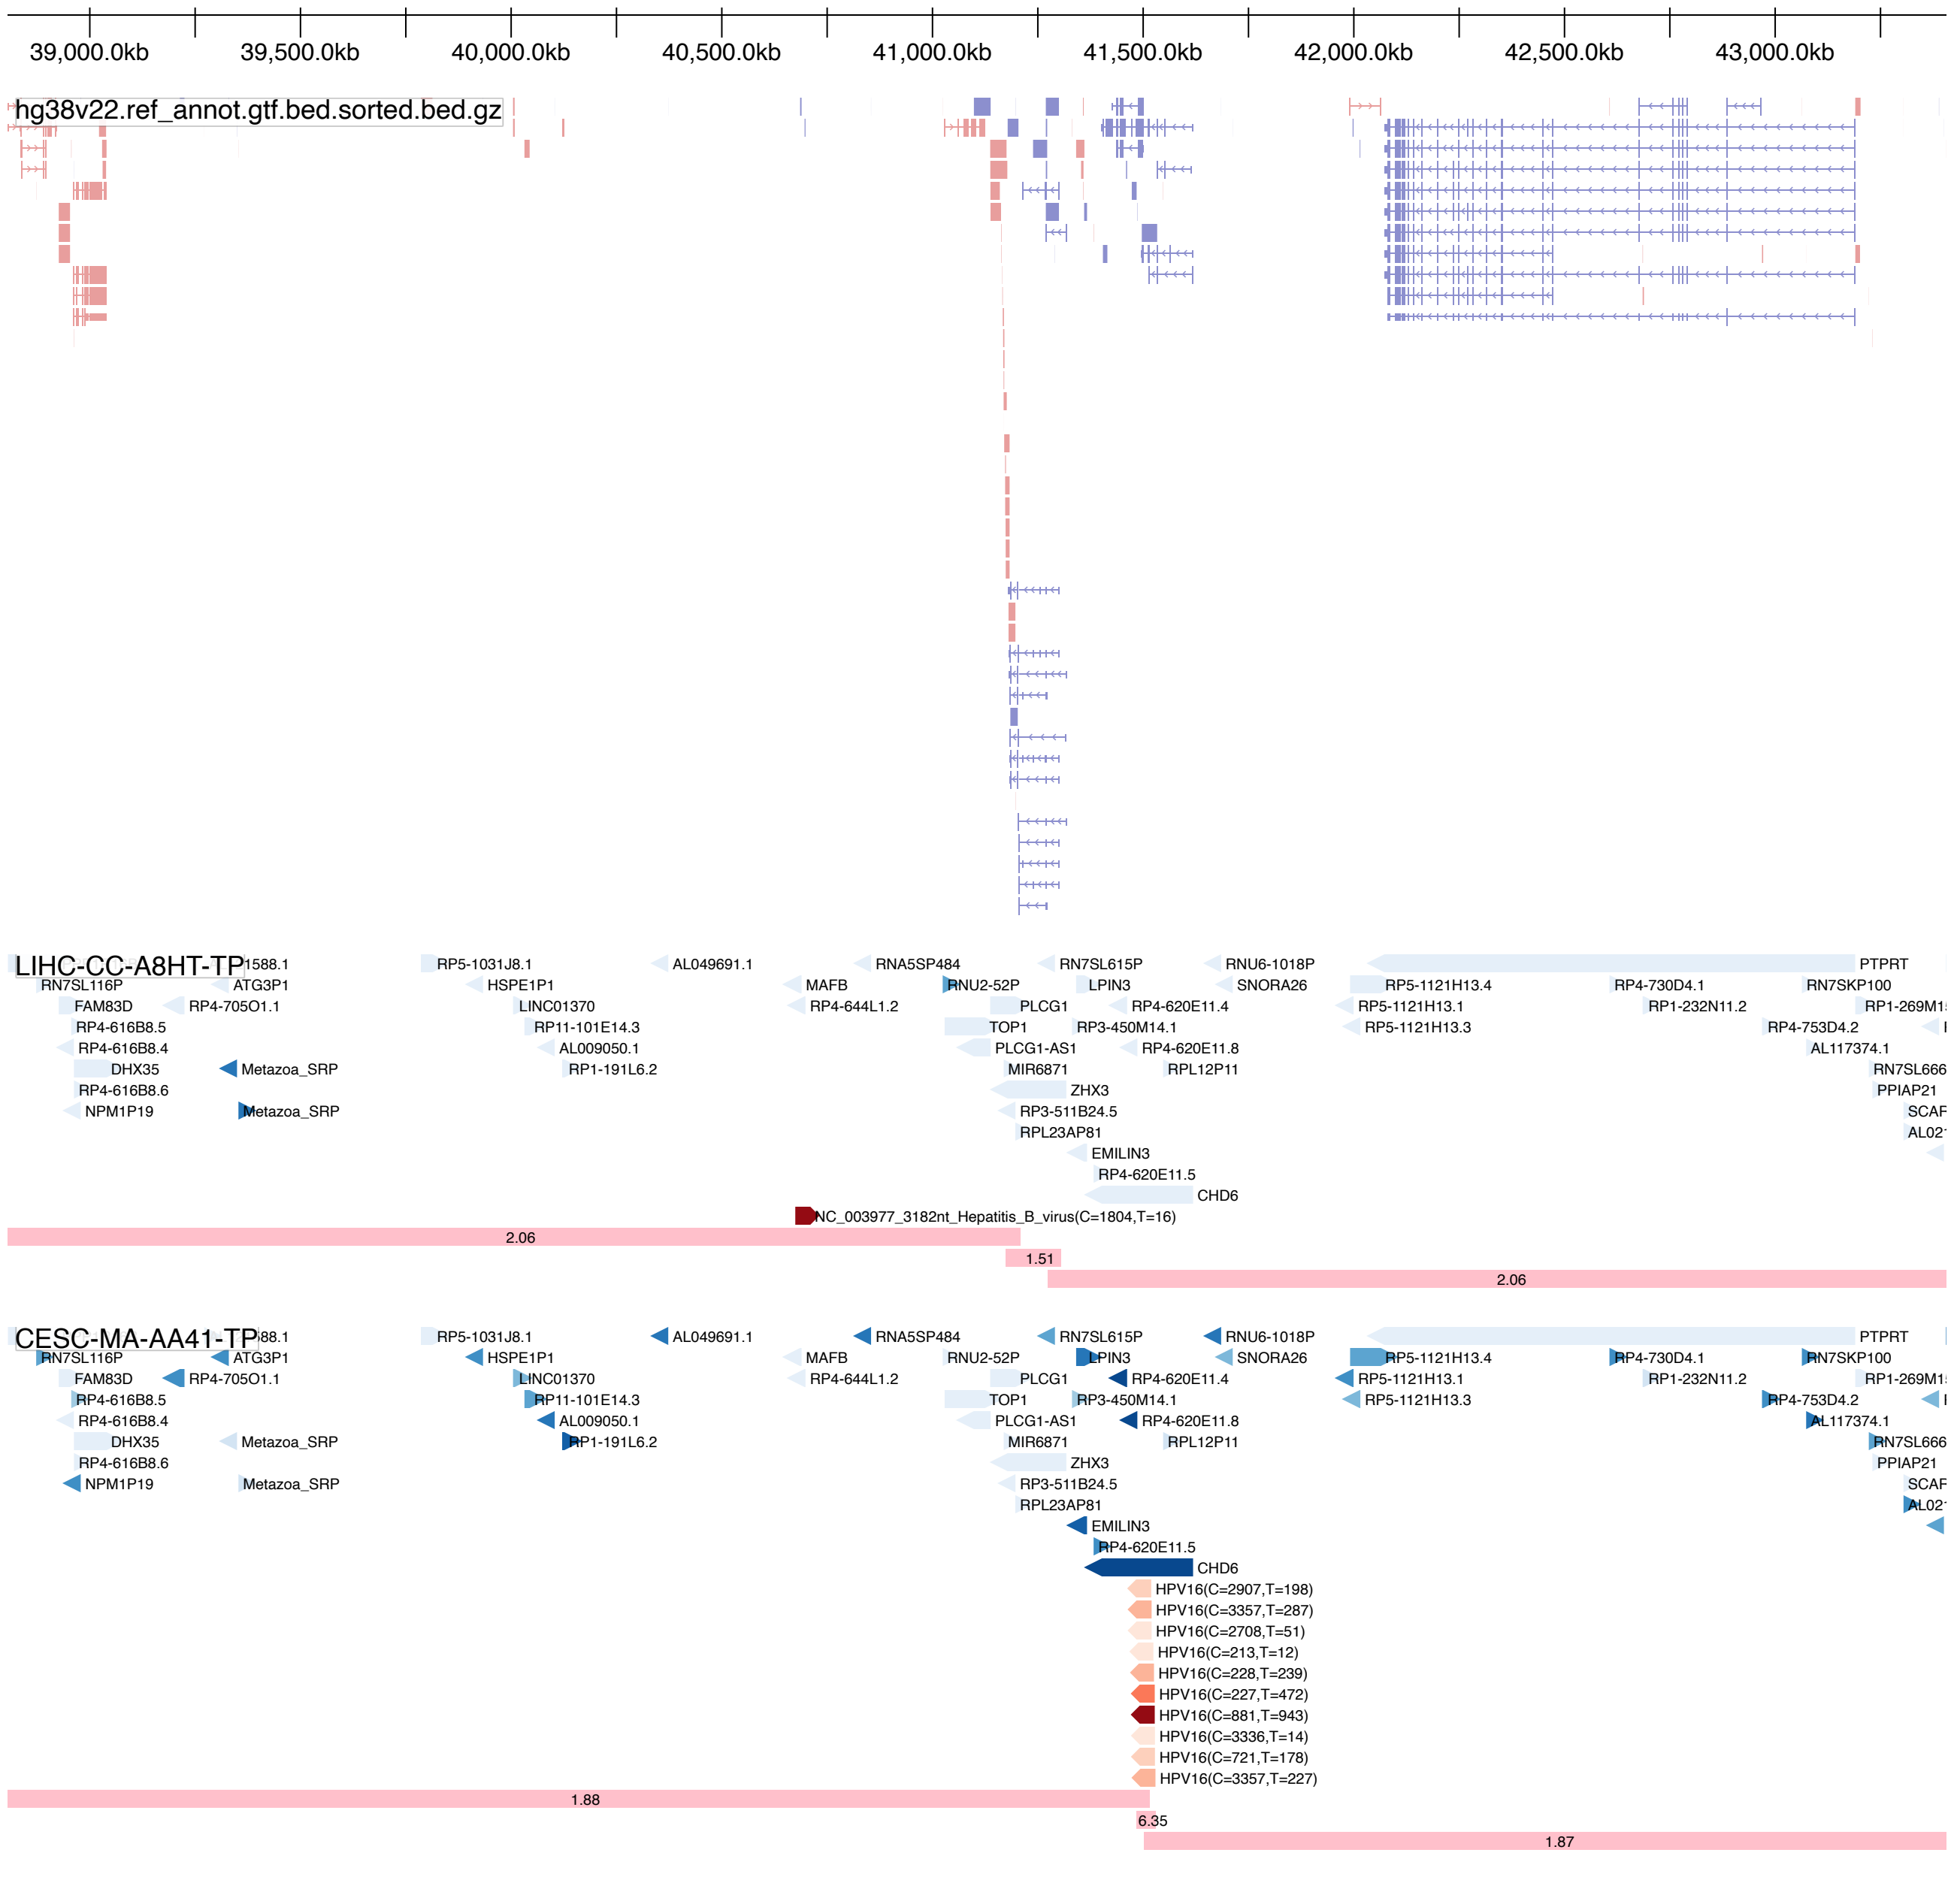 39,000.0kb 39,500.0kb 40,000.0kb 40,500.0kb 41,000.0kb 41,500.0kb 42,000.0kb 42,500.0kb 43,000.0kb
hg38v22.ref_annot.gtf.bed.sorted.bed.gz
LIHC-CC-A8HT-TP 1588.1 RP5-1031J8.1 AL049691.1 RNA5SP484 RN7SL615P RNU6-1018P PTPRT
RN7SL116P ATG3P1 HSPE1P1 MAFB RNU2-52P LPIN3 SNORA26 RP5-1121H13.4 RP4-730D4.1 RN7SKP100
FAM83D RP4-705O1.1 LINC01370 RP4-644L1.2 PLCG1 RP4-620E11.4 RP5-1121H13.1 RP1-232N11.2 RP1-269M1
RP4-616B8.5 RP11-101E14.3 TOP1 RP3-450M14.1 RP5-1121H13.3 RP4-753D4.2
RP4-616B8.4 AL009050.1 PLCG1-AS1 RP4-620E11.8 AL117374.1
DHX35 Metazoa_SRP RP1-191L6.2 MIR6871 RPL12P11 RN7SL666
RP4-616B8.6 ZHX3 PPIAP21
NPM1P19 Metazoa_SRP RP3-511B24.5 SCAF
RPL23AP81 AL02
EMILIN3
RP4-620E11.5
CHD6
NC_003977_3182nt_Hepatitis_B_virus(C=1804,T=16)
2.06
1.51
2.06
CESC-MA-AA41-TP 588.1 RP5-1031J8.1 AL049691.1 RNA5SP484 RN7SL615P RNU6-1018P PTPRT
RN7SL116P ATG3P1 HSPE1P1 MAFB RNU2-52P LPIN3 SNORA26 RP5-1121H13.4 RP4-730D4.1 RN7SKP100
FAM83D RP4-705O1.1 LINC01370 RP4-644L1.2 PLCG1 RP4-620E11.4 RP5-1121H13.1 RP1-232N11.2 RP1-269M1
RP4-616B8.5 RP11-101E14.3 TOP1 RP3-450M14.1 RP5-1121H13.3 RP4-753D4.2
RP4-616B8.4 AL009050.1 PLCG1-AS1 RP4-620E11.8 AL117374.1
DHX35 Metazoa_SRP RP1-191L6.2 MIR6871 RPL12P11 RN7SL666
RP4-616B8.6 ZHX3 PPIAP21
NPM1P19 Metazoa_SRP RP3-511B24.5 SCAF
RPL23AP81 AL02
EMILIN3
RP4-620E11.5
CHD6
HPV16(C=2907,T=198)
HPV16(C=3357,T=287)
HPV16(C=2708,T=51)
HPV16(C=213,T=12)
HPV16(C=228,T=239)
HPV16(C=227,T=472)
HPV16(C=881,T=943)
HPV16(C=3336,T=14)
HPV16(C=721,T=178)
HPV16(C=3357,T=227)
1.88
6.35
1.87